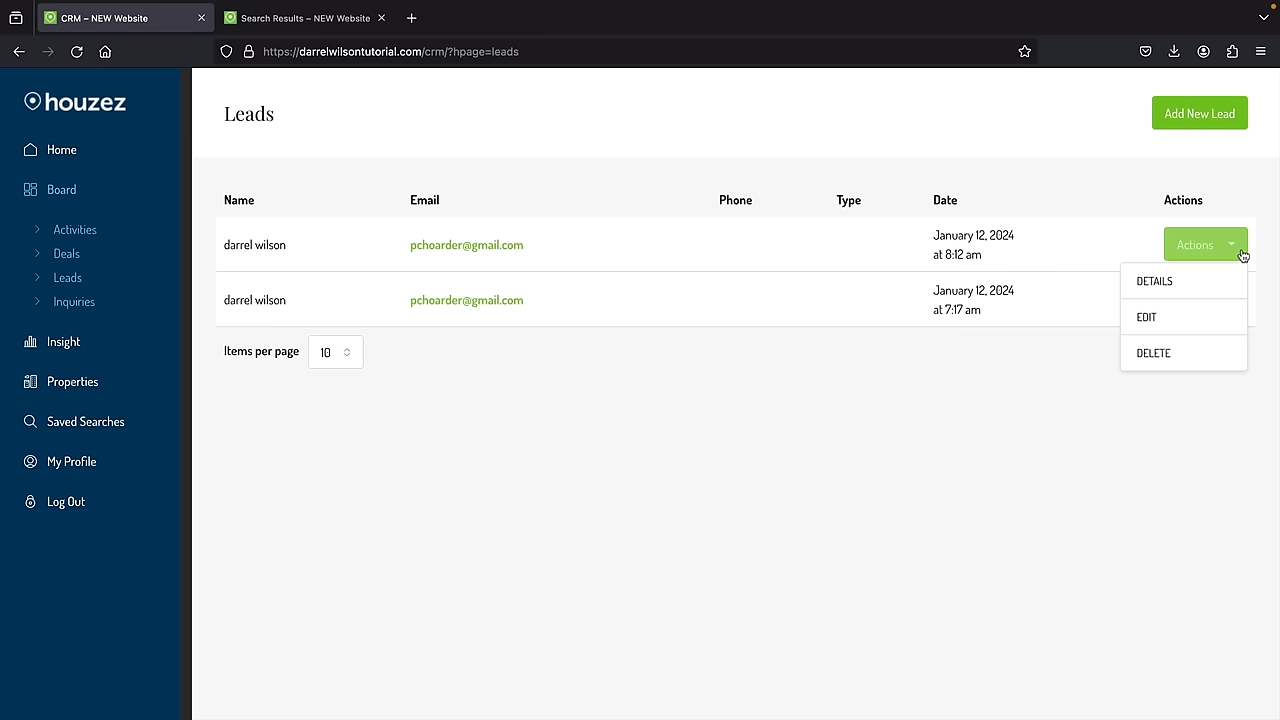 CRM – NEW Website
Search Results – NEW Website
https://darrelwilsontutorial.com/crm/?hpage=leads
houzez
Home
Board
Activities
Deals
Leads
Inquiries
Insight
Properties
Saved Searches
My Profile
Log Out
Leads
Add New Lead
Name Email Phone Type Date Actions
darrel wilson pchoarder@gmail.com January 12, 2024
at 8:12 am
Actions
DETAILS
EDIT
DELETE
darrel wilson pchoarder@gmail.com January 12, 2024
at 7:17 am
Items per page 10